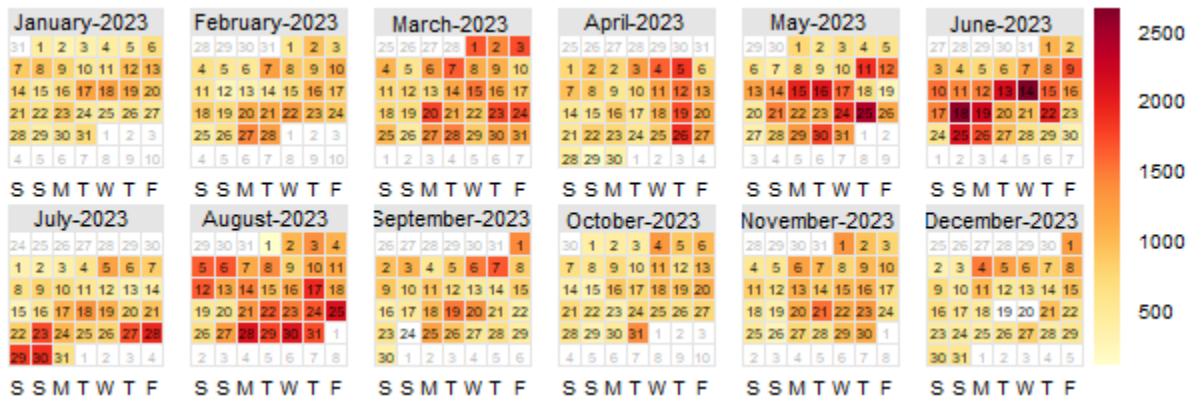 January-2023
31 1 2 3 4 5 6
7 8 9 10 11 12 13
14 15 16 17 18 19 20
21 22 23 24 25 26 27
28 29 30 31 1 2 3
4 5 6 7 8 9 10
S S M T W T F
February-2023
28 29 30 31 1 2 3
4 5 6 7 8 9 10
11 12 13 14 15 16 17
18 19 20 21 22 23 24
25 26 27 28 1 2 3
4 5 6 7 8 9 10
S S M T W T F
March-2023
25 26 27 28 1 2 3
4 5 6 7 8 9 10
11 12 13 14 15 16 17
18 19 20 21 22 23 24
25 26 27 28 29 30 31
1 2 3 4 5 6 7
S S M T W T F
April-2023
25 26 27 28 29 30 31
1 2 2 3 4 5 6
7 8 9 10 11 12 13
14 15 16 17 18 19 20
21 22 23 24 25 26 27
28 29 30 1 2 3 4
S S M T W T F
May-2023
29 30 1 2 3 4 5
6 7 8 9 10 11 12
13 14 15 16 17 18 19
20 21 22 23 24 25 26
27 28 29 30 31 1 2
3 4 5 6 7 8 9
S S M T W T F
June-2023
27 28 29 30 31 1 2
3 4 5 6 7 8 9
10 11 12 13 14 15 16
17 18 19 20 21 22 23
24 25 26 27 28 29 30
1 2 3 4 5 6 7
S S M T W T F
July-2023
24 25 26 27 28 29 30
1 2 3 4 5 6 7
8 9 10 11 12 13 14
15 16 17 18 19 20 21
22 23 24 25 26 27 28
29 30 31 1 2 3 4
S S M T W T F
August-2023
29 30 31 1 2 3 4
5 6 7 8 9 10 11
12 13 14 15 16 17 18
19 20 21 22 23 24 25
26 27 28 29 30 31 1
2 3 4 5 6 7 8
S S M T W T F
September-2023
26 27 28 29 30 31 1
2 3 4 5 6 7 8
9 10 11 12 13 14 15
16 17 18 19 20 21 22
23 24 25 26 27 28 29
30 1 2 3 4 5 6
S S M T W T F
October-2023
30 1 2 3 4 5 6
7 8 9 10 11 12 13
14 15 16 17 18 19 20
21 22 23 24 25 26 27
28 29 30 31 1 2 3
4 5 6 7 8 9 10
S S M T W T F
November-2023
28 29 30 31 1 2 3
4 5 6 7 8 9 10
11 12 13 14 15 16 17
18 19 20 21 22 23 24
25 26 27 28 29 30 1
2 3 4 5 6 7 8
S S M T W T F
December-2023
25 26 27 28 29 30 1
2 3 4 5 6 7 8
9 10 11 12 13 14 15
16 17 18 19 20 21 22
23 24 25 26 27 28 29
30 31 1 2 3 4 5
S S M T W T F
2500
2000
1500
1000
500